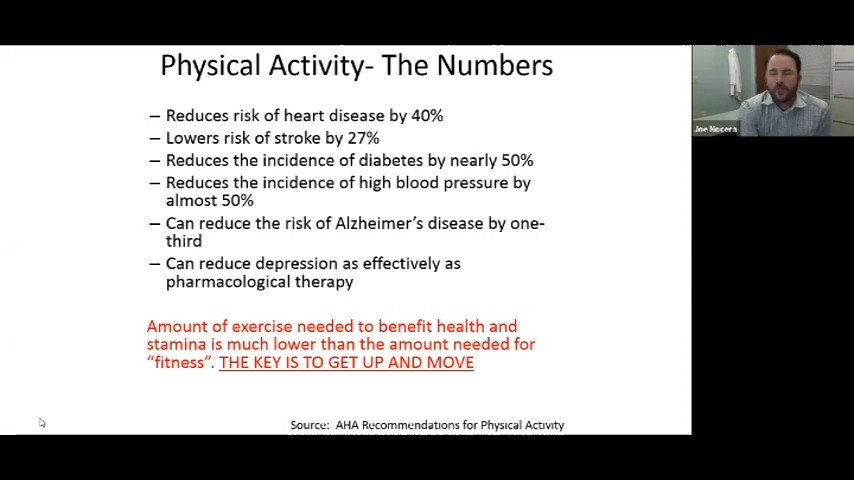 Physical Activity- The Numbers
– Reduces risk of heart disease by 40%
– Lowers risk of stroke by 27%
– Reduces the incidence of diabetes by nearly 50%
– Reduces the incidence of high blood pressure by
almost 50%
– Can reduce the risk of Alzheimer’s disease by one-
third
– Can reduce depression as effectively as
pharmacological therapy
Amount of exercise needed to benefit health and
stamina is much lower than the amount needed for
“fitness”. THE KEY IS TO GET UP AND MOVE
Source: AHA Recommendations for Physical Activity
Joe Nocera